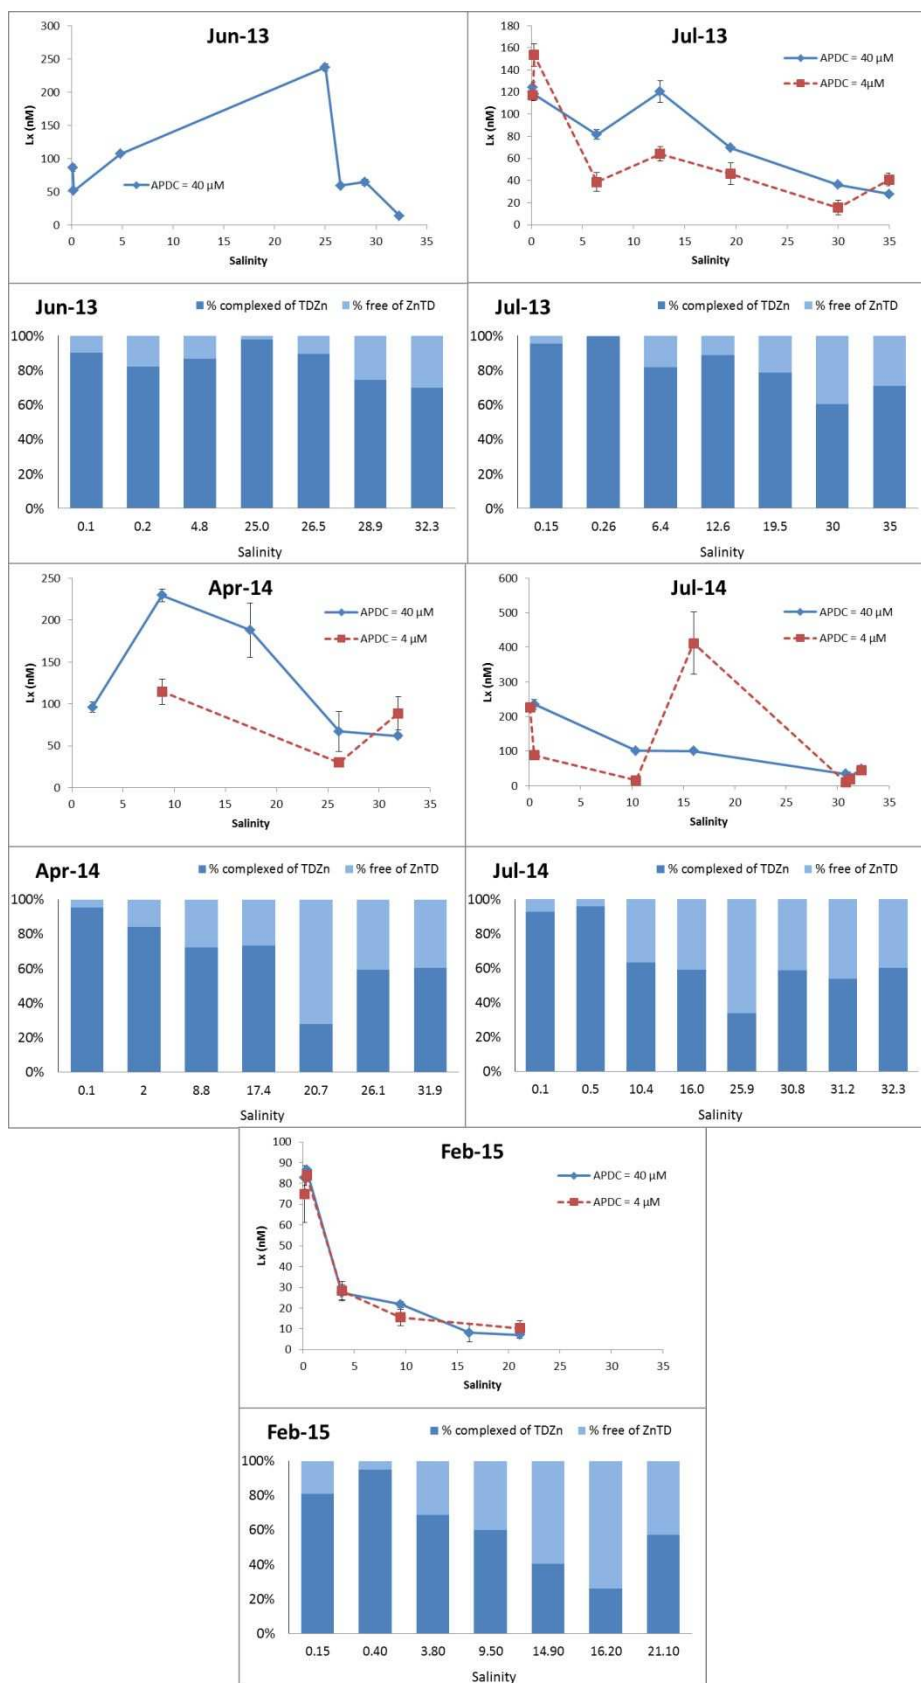 Jun-13
300
250
200
150
100
50
0
Lx (nM)
APDC = 40 µM
0 5 10 15 20 25 30 35
Salinity
Jul-13
180
160
140
120
100
80
60
40
20
0
Lx (nM)
APDC = 40 µM
APDC = 4µM
0 5 10 15 20 25 30 35
Salinity
Jun-13
% complexed of TDZn % free of ZnTD
100%
80%
60%
40%
20%
0%
0.1 0.2 4.8 25.0 26.5 28.9 32.3
Salinity
Jul-13
% complexed of TDZn % free of ZnTD
100%
80%
60%
40%
20%
0%
0.15 0.26 6.4 12.6 19.5 30 35
Salinity
Apr-14
250
200
150
100
50
0
Lx (nM)
APDC = 40 µM
APDC = 4 µM
0 5 10 15 20 25 30 35
Salinity
Jul-14
600
500
400
300
200
100
0
Lx (nM)
APDC = 40 µM
APDC = 4 µM
0 5 10 15 20 25 30 35
Salinity
Apr-14
% complexed of TDZn % free of ZnTD
100%
80%
60%
40%
20%
0%
0.1 2 8.8 17.4 20.7 26.1 31.9
Salinity
Jul-14
% complexed of TDZn % free of ZnTD
100%
80%
60%
40%
20%
0%
0.1 0.5 10.4 16.0 25.9 30.8 31.2 32.3
Salinity
Feb-15
100
90
80
70
60
50
40
30
20
10
0
Lx (nM)
APDC = 40 µM
APDC = 4 µM
0 5 10 15 20 25 30 35
Salinity
Feb-15
% complexed of TDZn % free of ZnTD
100%
80%
60%
40%
20%
0%
0.15 0.40 3.80 9.50 14.90 16.20 21.10
Salinity